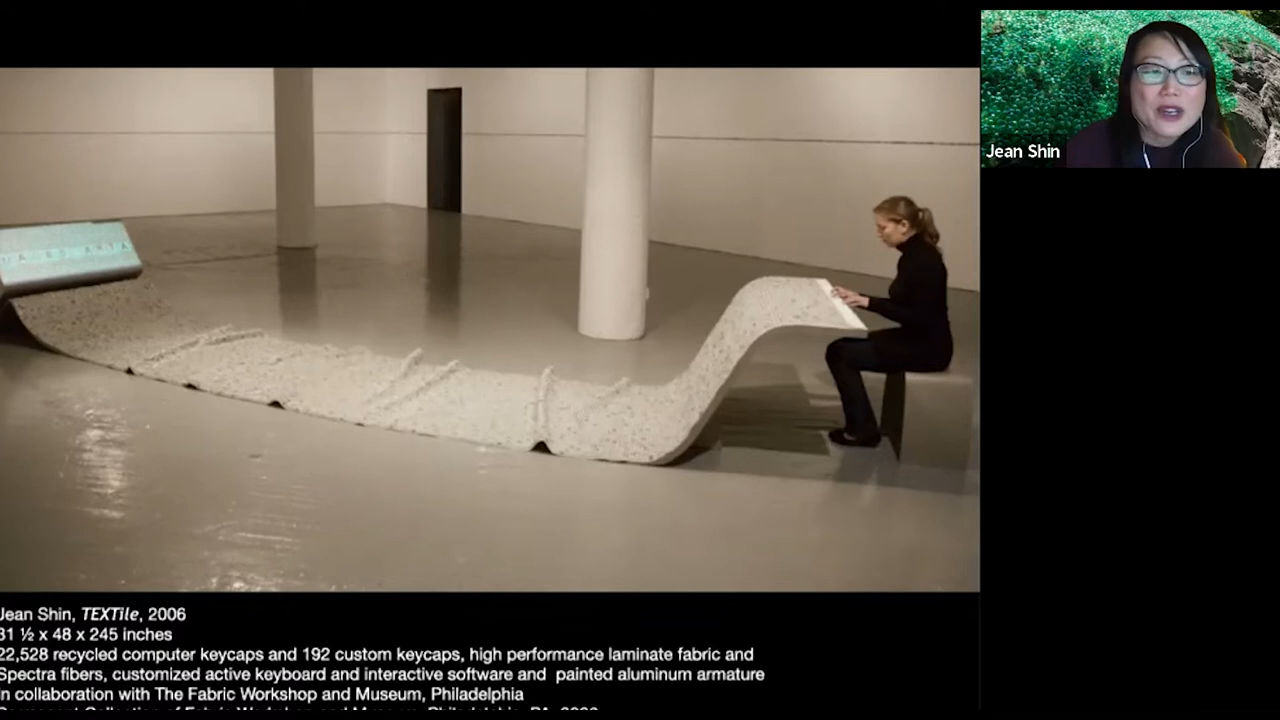 Jean Shin
Jean Shin, TEXTile, 2006
31 ½ x 48 x 245 inches
22,528 recycled computer keycaps and 192 custom keycaps, high performance laminate fabric and
Spectra fibers, customized active keyboard and interactive software and painted aluminum armature
In collaboration with The Fabric Workshop and Museum, Philadelphia